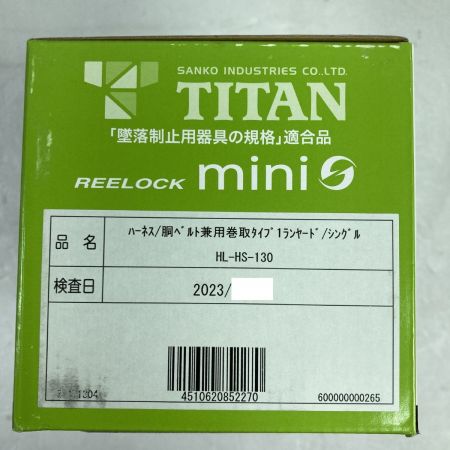 SANKO INDUSTRIES CO.,LTD.
TITAN
「墜落制止用器具の規格」適合品
REELOCK mini S
品名 ﾊｰﾈｽ/胴ﾍﾞﾙﾄ兼用巻取ﾀｲﾌﾟ1ﾗﾝﾔｰﾄﾞ/ｼﾝｸﾞﾙ
HL-HS-130
検査日 2023/
4510620852270
600000000265